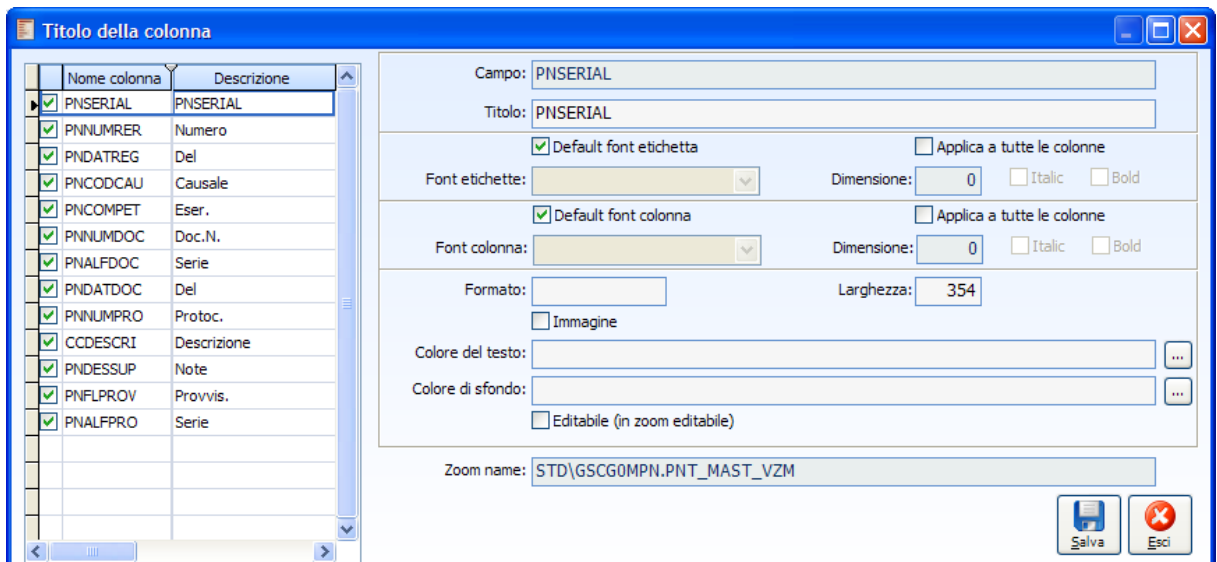 Titolo della colonna
Nome colonna Descrizione
PNSERIAL PNSERIAL
PNNUMRER Numero
PNDATREG Del
PNCODCAU Causale
PNCOMPET Eser.
PNNUMDOC Doc.N.
PNALFDOC Serie
PNDATDOC Del
PNNUMPRO Protoc.
CCDESCRI Descrizione
PNDESSUP Note
PNFLPROV Provvis.
PNALFPRO Serie
Campo: PNSERIAL
Titolo: PNSERIAL
Default font etichetta Applica a tutte le colonne
Font etichette: Dimensione: 0 Italic Bold
Default font colonna Applica a tutte le colonne
Font colonna: Dimensione: 0 Italic Bold
Formato: Larghezza: 354
Immagine
Colore del testo: ...
Colore di sfondo: ...
Editabile (in zoom editabile)
Zoom name: STD\GSCG0MPN.PNT_MAST_VZM
Salva Esci